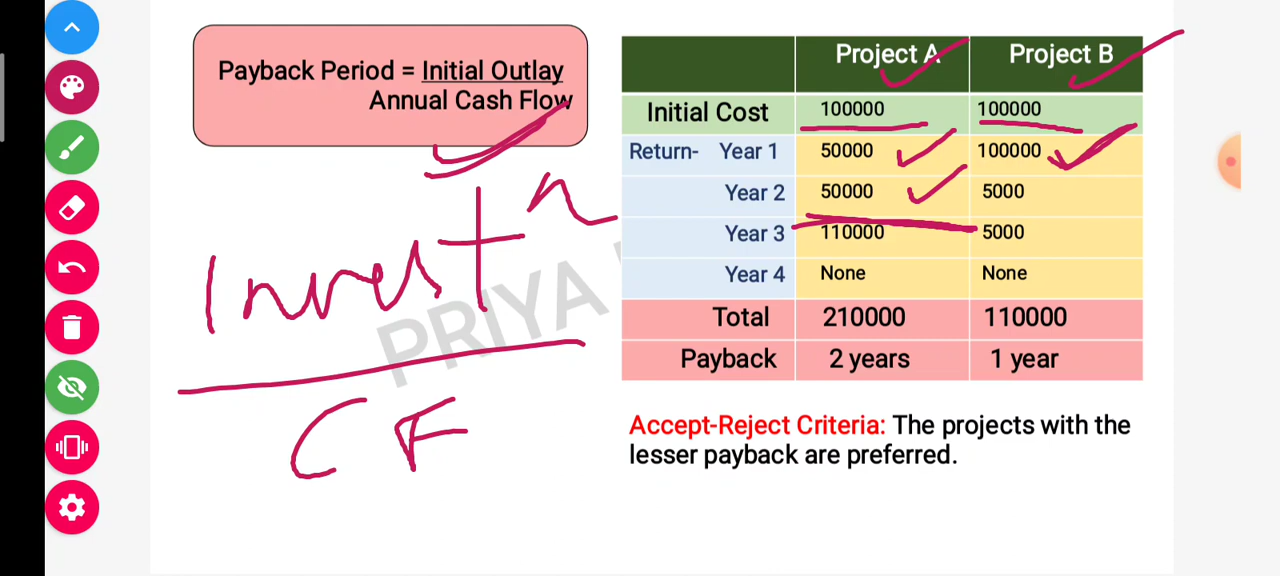 Payback Period = Initial Outlay
Annual Cash Flow
Investn
CF
PRIYA
Project A Project B
Initial Cost 100000 100000
Return- Year 1 50000 100000
Year 2 50000 5000
Year 3 110000 5000
Year 4 None None
Total 210000 110000
Payback 2 years 1 year
Accept-Reject Criteria: The projects with the
lesser payback are preferred.